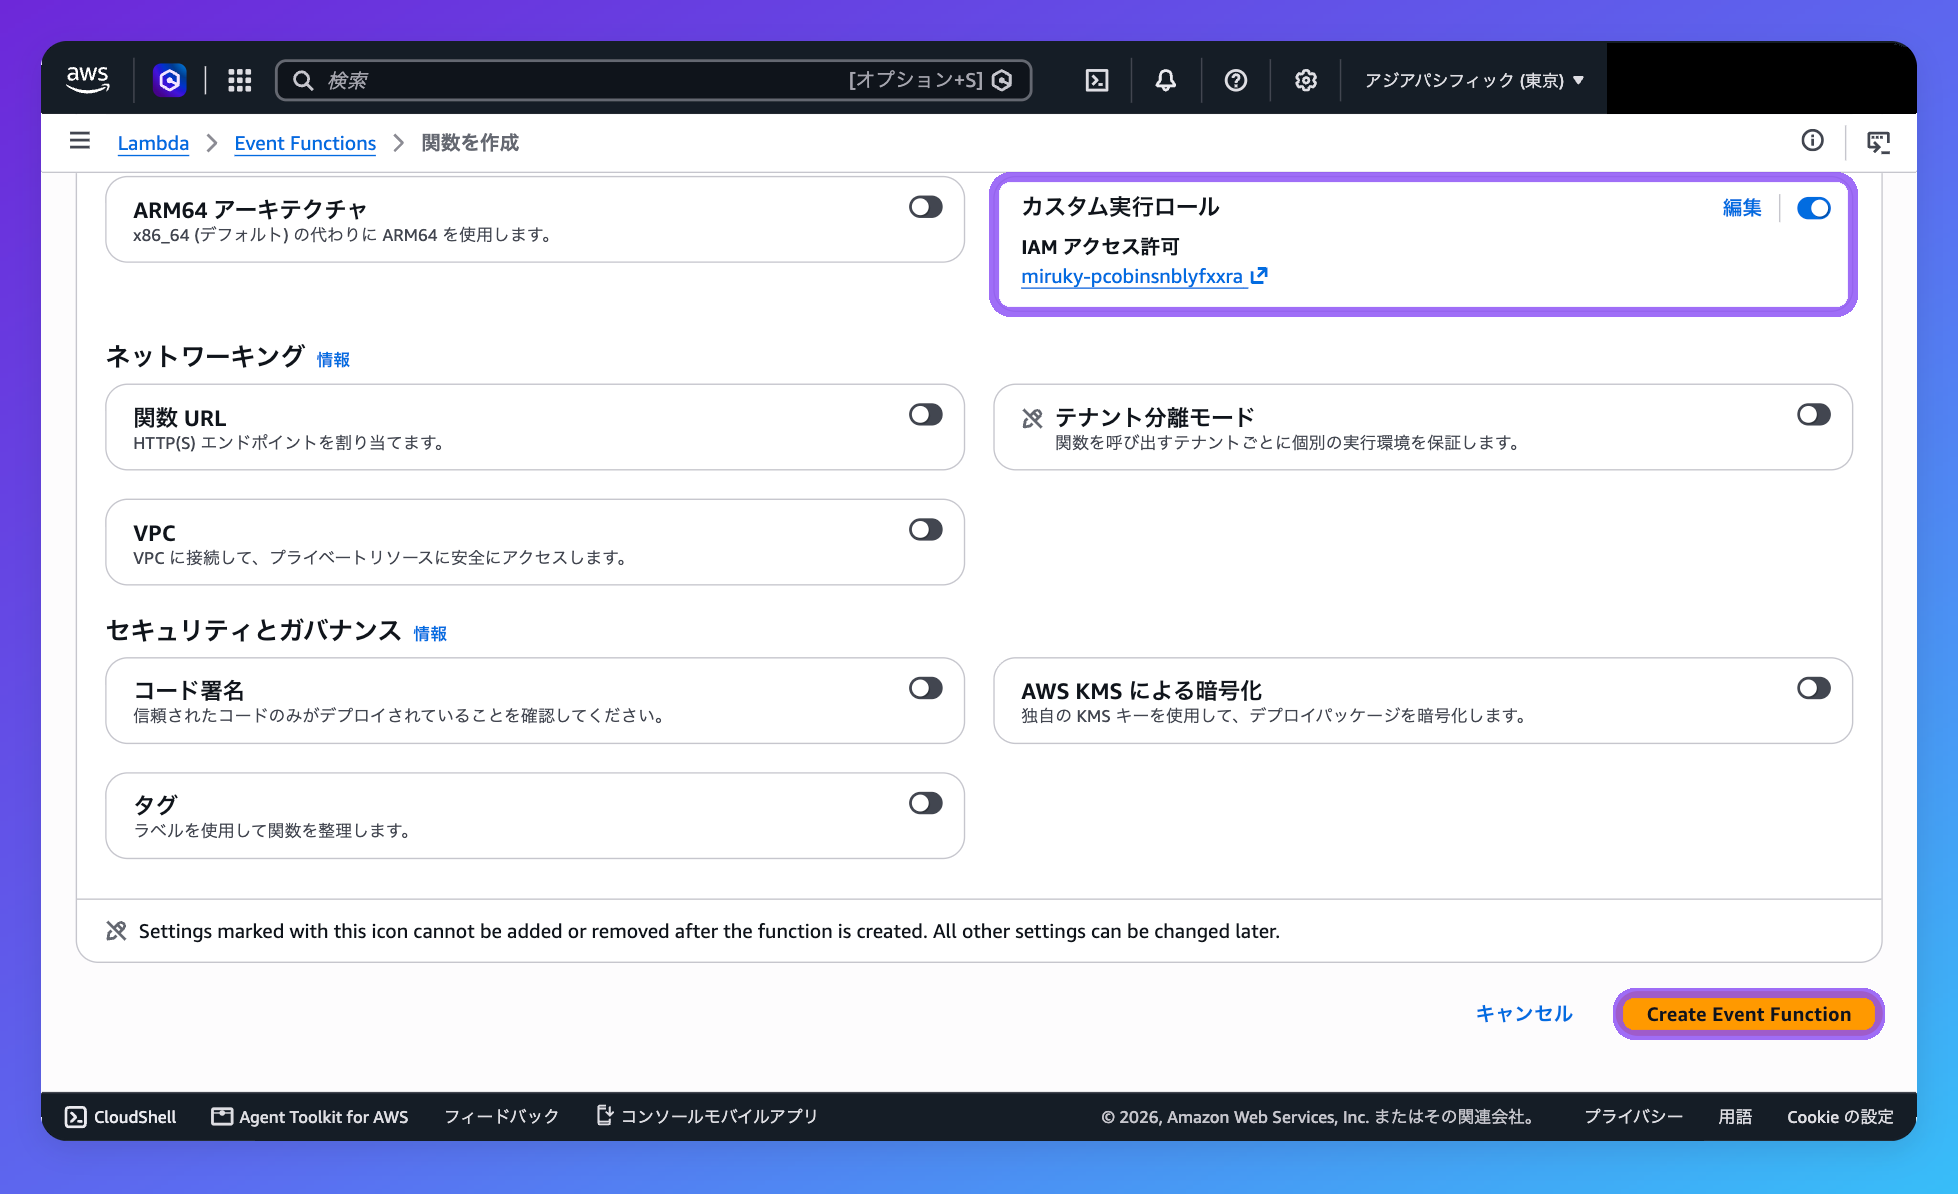 aws
検索
[オプション+S]
アジアパシフィック (東京) ▼
Lambda
Event Functions
関数を作成
ARM64 アーキテクチャ
x86_64 (デフォルト) の代わりに ARM64 を使用します。
カスタム実行ロール
編集
IAM アクセス許可
miruky-pcobinsnblyfxxra
ネットワーキング 情報
関数 URL
HTTP(S) エンドポイントを割り当てます。
テナント分離モード
関数を呼び出すテナントごとに個別の実行環境を保証します。
VPC
VPC に接続して、プライベートリソースに安全にアクセスします。
セキュリティとガバナンス 情報
コード署名
信頼されたコードのみがデプロイされていることを確認してください。
AWS KMS による暗号化
独自の KMS キーを使用して、デプロイパッケージを暗号化します。
タグ
ラベルを使用して関数を整理します。
Settings marked with this icon cannot be added or removed after the function is created. All other settings can be changed later.
キャンセル
Create Event Function
CloudShell
Agent Toolkit for AWS
フィードバック
コンソールモバイルアプリ
© 2026, Amazon Web Services, Inc. またはその関連会社。
プライバシー
用語
Cookie の設定